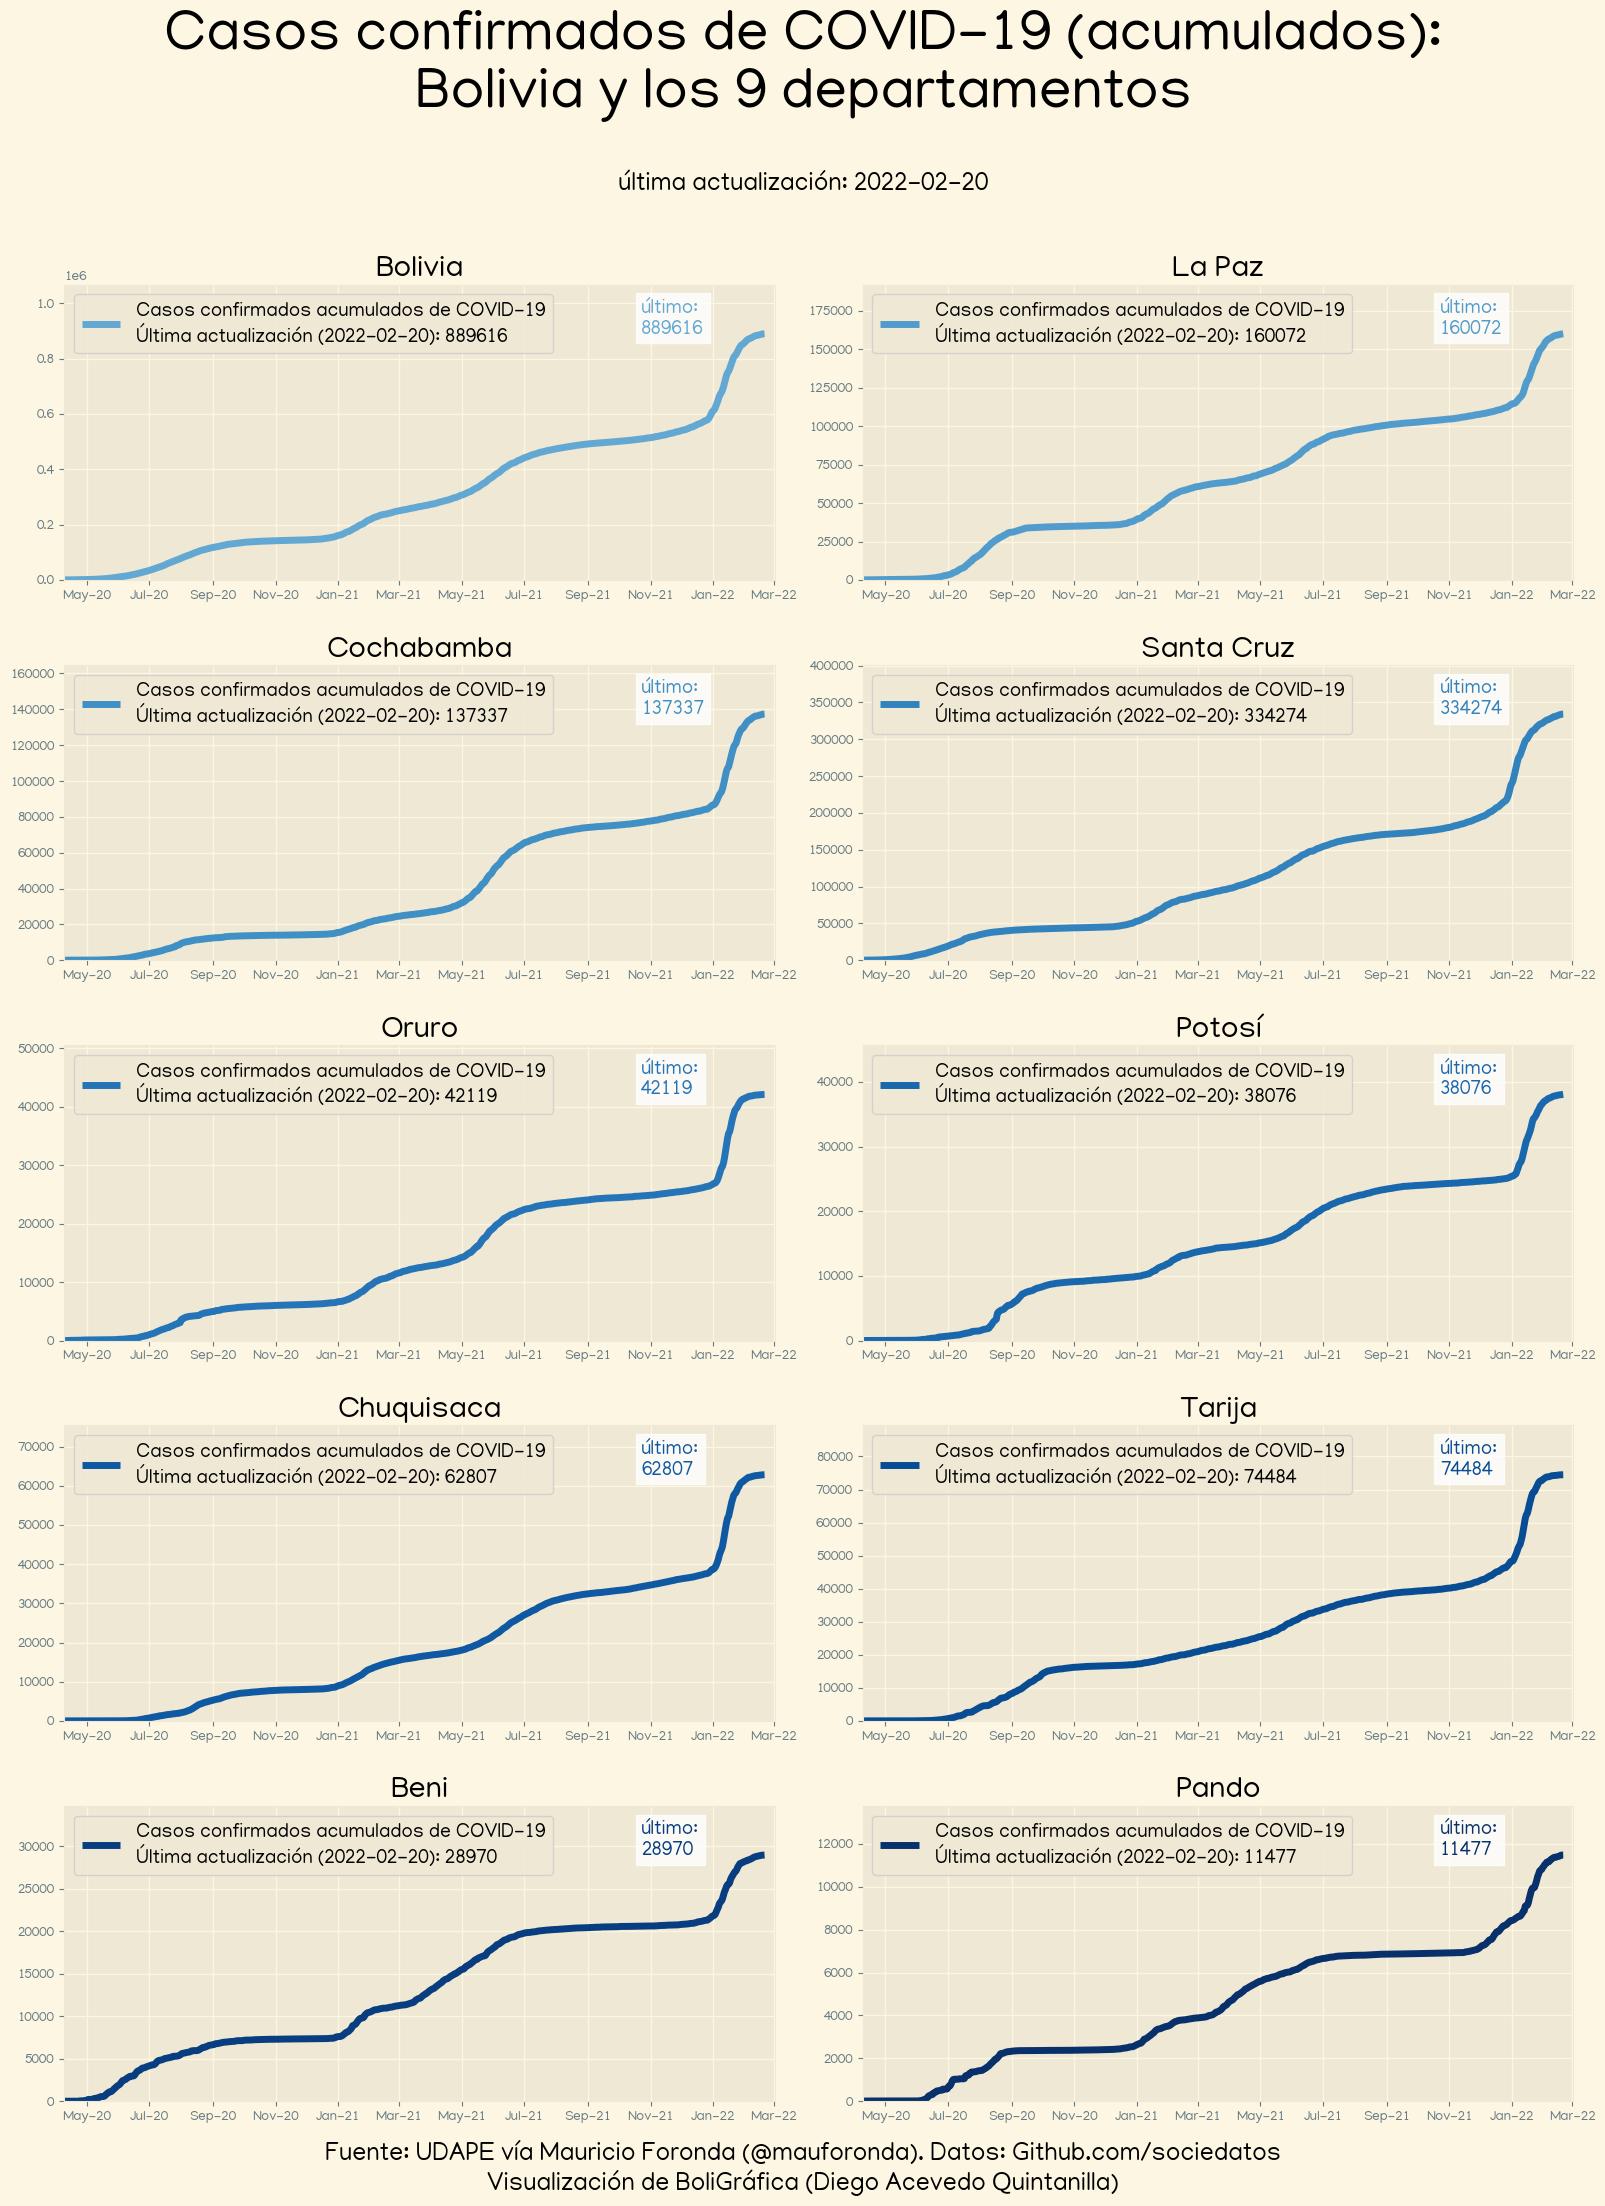 Casos confirmados de COVID-19 (acumulados):
Bolivia y los 9 departamentos
última actualización: 2022-02-20
Bolivia
1e6
Casos confirmados acumulados de COVID-19
Última actualización (2022-02-20): 889616
último:
889616
1.0
0.8
0.6
0.4
0.2
0.0
May-20 Jul-20 Sep-20 Nov-20 Jan-21 Mar-21 May-21 Jul-21 Sep-21 Nov-21 Jan-22 Mar-22
La Paz
Casos confirmados acumulados de COVID-19
Última actualización (2022-02-20): 160072
último:
160072
175000
150000
125000
100000
75000
50000
25000
0
May-20 Jul-20 Sep-20 Nov-20 Jan-21 Mar-21 May-21 Jul-21 Sep-21 Nov-21 Jan-22 Mar-22
Cochabamba
Casos confirmados acumulados de COVID-19
Última actualización (2022-02-20): 137337
último:
137337
160000
140000
120000
100000
80000
60000
40000
20000
0
May-20 Jul-20 Sep-20 Nov-20 Jan-21 Mar-21 May-21 Jul-21 Sep-21 Nov-21 Jan-22 Mar-22
Santa Cruz
Casos confirmados acumulados de COVID-19
Última actualización (2022-02-20): 334274
último:
334274
400000
350000
300000
250000
200000
150000
100000
50000
0
May-20 Jul-20 Sep-20 Nov-20 Jan-21 Mar-21 May-21 Jul-21 Sep-21 Nov-21 Jan-22 Mar-22
Oruro
Casos confirmados acumulados de COVID-19
Última actualización (2022-02-20): 42119
último:
42119
50000
40000
30000
20000
10000
0
May-20 Jul-20 Sep-20 Nov-20 Jan-21 Mar-21 May-21 Jul-21 Sep-21 Nov-21 Jan-22 Mar-22
Potosí
Casos confirmados acumulados de COVID-19
Última actualización (2022-02-20): 38076
último:
38076
40000
30000
20000
10000
0
May-20 Jul-20 Sep-20 Nov-20 Jan-21 Mar-21 May-21 Jul-21 Sep-21 Nov-21 Jan-22 Mar-22
Chuquisaca
Casos confirmados acumulados de COVID-19
Última actualización (2022-02-20): 62807
último:
62807
70000
60000
50000
40000
30000
20000
10000
0
May-20 Jul-20 Sep-20 Nov-20 Jan-21 Mar-21 May-21 Jul-21 Sep-21 Nov-21 Jan-22 Mar-22
Tarija
Casos confirmados acumulados de COVID-19
Última actualización (2022-02-20): 74484
último:
74484
80000
70000
60000
50000
40000
30000
20000
10000
0
May-20 Jul-20 Sep-20 Nov-20 Jan-21 Mar-21 May-21 Jul-21 Sep-21 Nov-21 Jan-22 Mar-22
Beni
Casos confirmados acumulados de COVID-19
Última actualización (2022-02-20): 28970
último:
28970
30000
25000
20000
15000
10000
5000
0
May-20 Jul-20 Sep-20 Nov-20 Jan-21 Mar-21 May-21 Jul-21 Sep-21 Nov-21 Jan-22 Mar-22
Pando
Casos confirmados acumulados de COVID-19
Última actualización (2022-02-20): 11477
último:
11477
12000
10000
8000
6000
4000
2000
0
May-20 Jul-20 Sep-20 Nov-20 Jan-21 Mar-21 May-21 Jul-21 Sep-21 Nov-21 Jan-22 Mar-22
Fuente: UDAPE vía Mauricio Foronda (@mauforonda). Datos: Github.com/sociedatos
Visualización de BoliGráfica (Diego Acevedo Quintanilla)